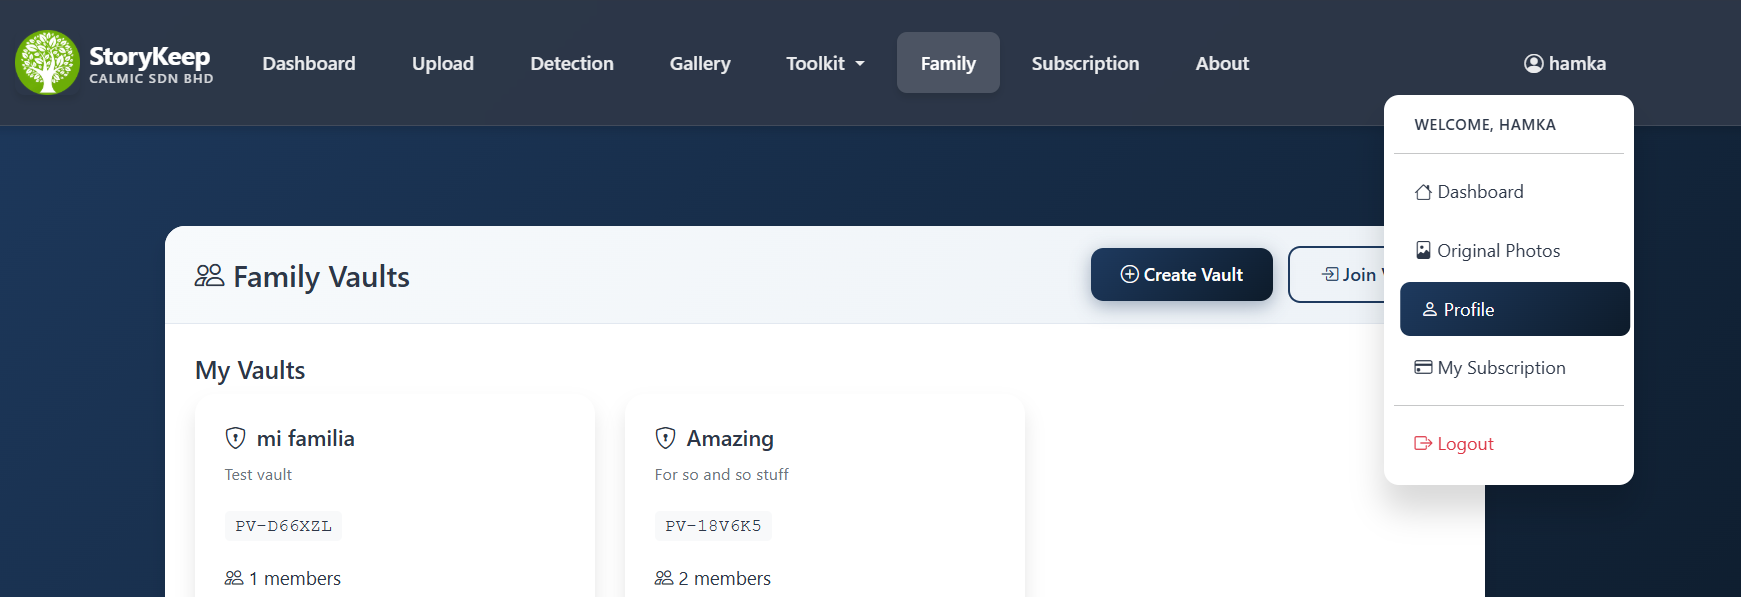 StoryKeep
CALMIC SDN BHD
Dashboard
Upload
Detection
Gallery
Toolkit
Family
Subscription
About
hamka
WELCOME, HAMKA
Dashboard
Original Photos
Profile
My Subscription
Logout
Family Vaults
Create Vault
Join
My Vaults
mi familia
Test vault
PV-D66XZL
1 members
Amazing
For so and so stuff
PV-18V6K5
2 members